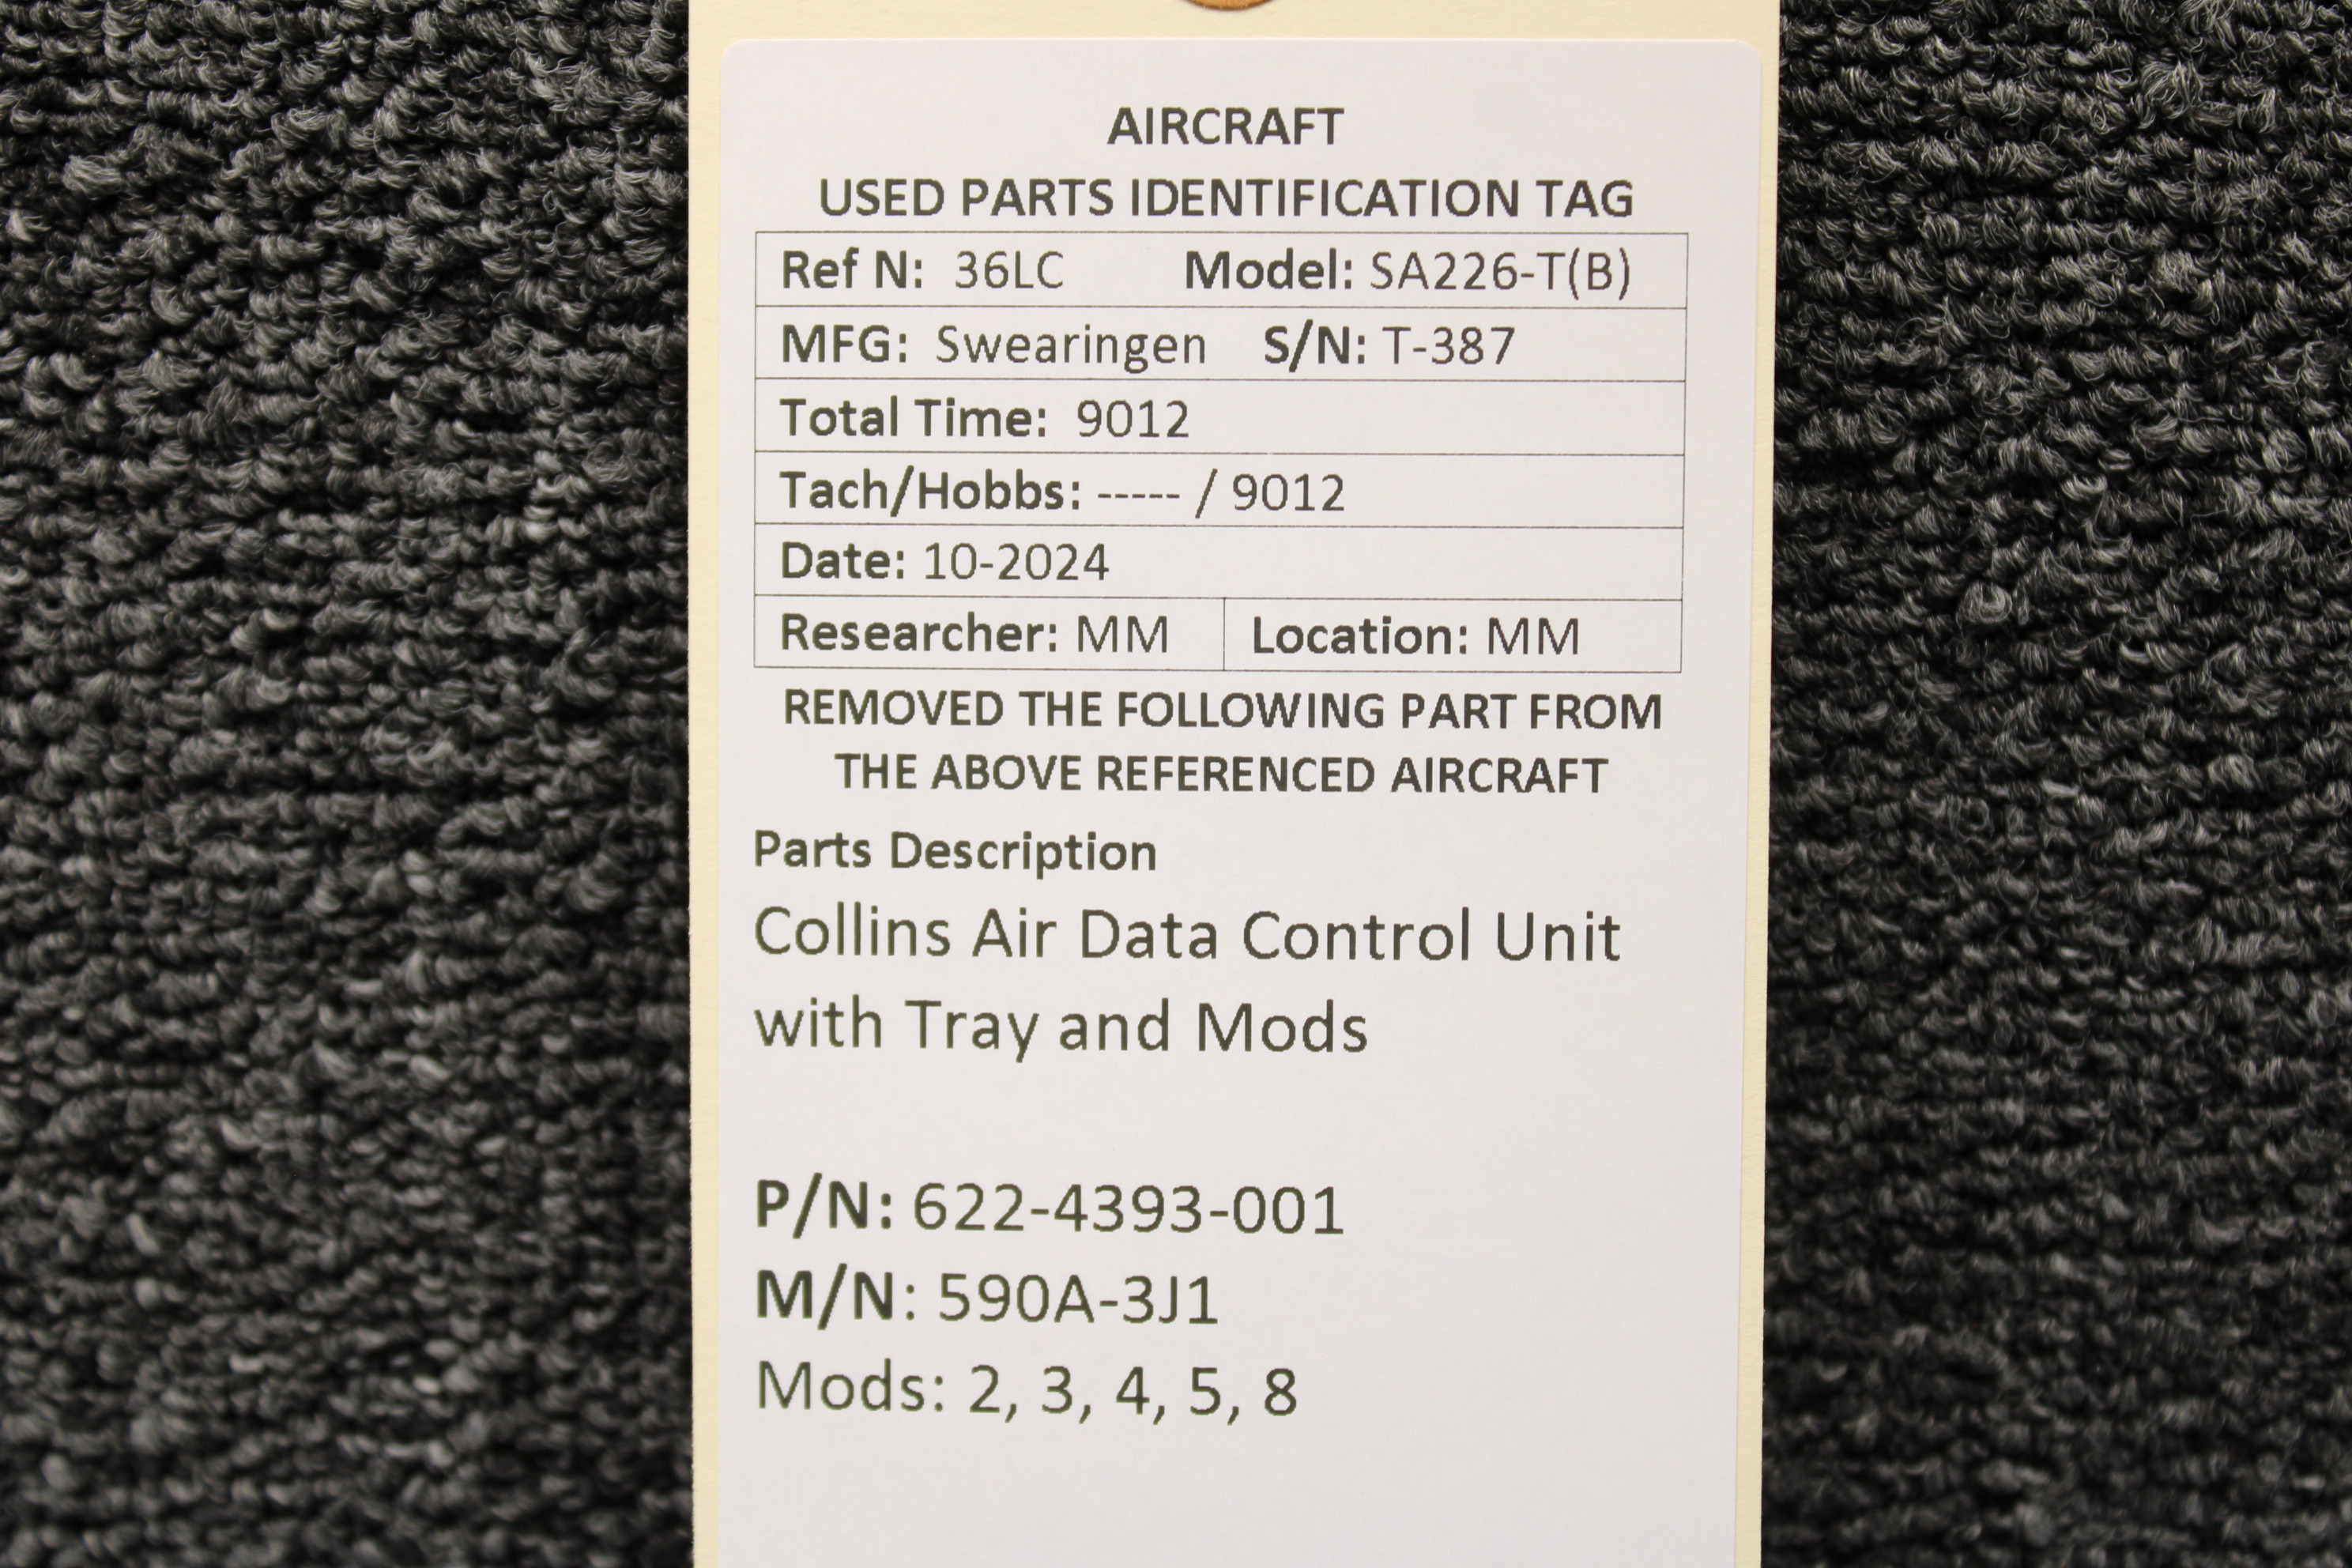 AIRCRAFT
USED PARTS IDENTIFICATION TAG
Ref N: 36LC Model: SA226-T(B)
MFG: Swearingen S/N: T-387
Total Time: 9012
Tach/Hobbs: ----- / 9012
Date: 10-2024
Researcher: MM Location: MM
REMOVED THE FOLLOWING PART FROM
THE ABOVE REFERENCED AIRCRAFT
Parts Description
Collins Air Data Control Unit
with Tray and Mods
P/N: 622-4393-001
M/N: 590A-3J1
Mods: 2, 3, 4, 5, 8